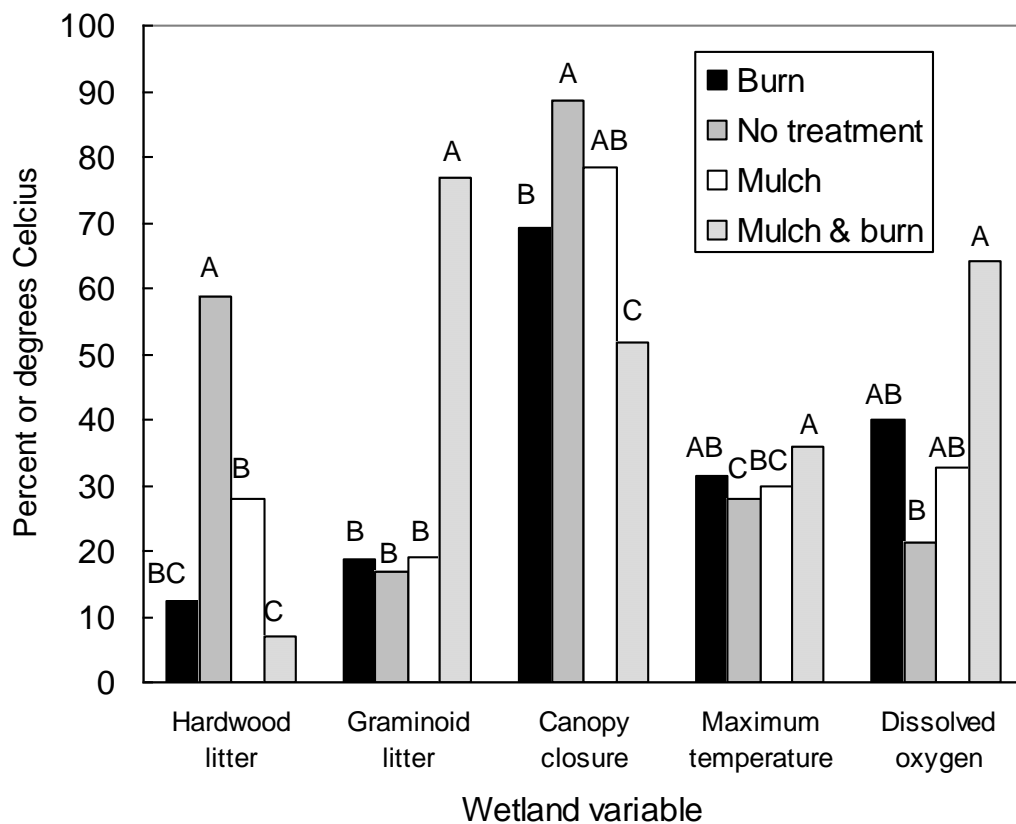 100
90
80
70
60
50
40
30
20
10
0
Percent or degrees Celcius
BC
A
B
C
B
B
B
A
B
A
AB
C
AB
C
BC
A
AB
B
AB
A
Burn
No treatment
Mulch
Mulch & burn
Hardwood
litter
Graminoid
litter
Canopy
closure
Maximum
temperature
Dissolved
oxygen
Wetland variable